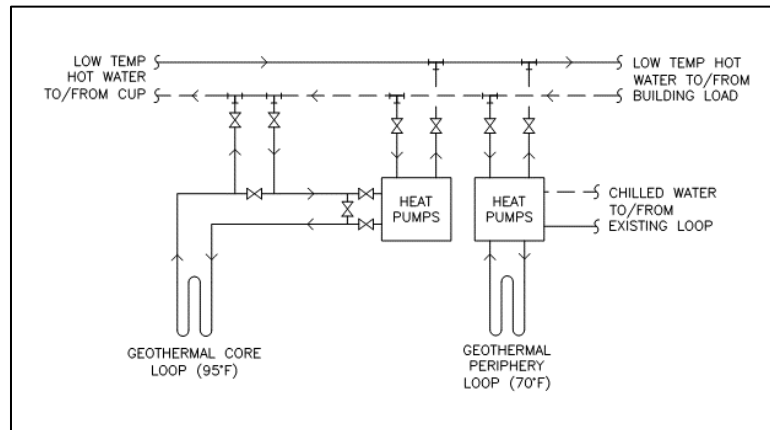 LOW TEMP
HOT WATER
TO/FROM CUP
LOW TEMP HOT
WATER TO/FROM
BUILDING LOAD
HEAT
PUMPS
HEAT
PUMPS
CHILLED WATER
TO/FROM
EXISTING LOOP
GEOTHERMAL CORE
LOOP (95°F)
GEOTHERMAL
PERIPHERY
LOOP (70°F)